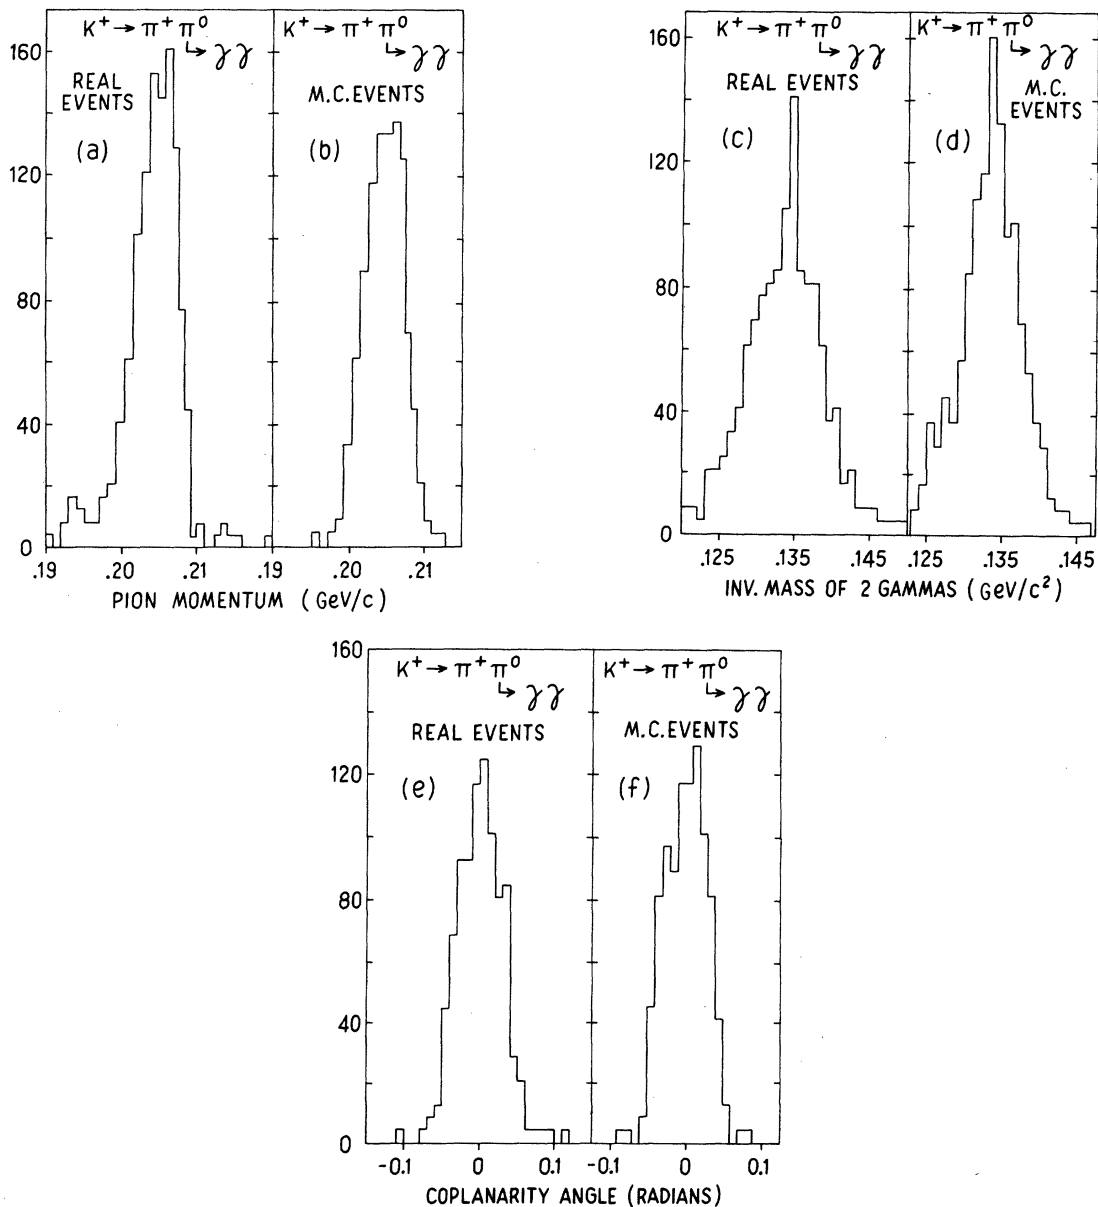 K⁺→ π⁺ π⁰
↳ γγ
REAL
EVENTS
(a)
160
120
80
40
0
.19
.20
.21
K⁺→ π⁺ π⁰
↳ γγ
M.C.EVENTS
(b)
.19
.20
.21
PION MOMENTUM (GeV/c)
K⁺→ π⁺ π⁰
↳ γγ
REAL EVENTS
(c)
160
120
80
40
0
.125
.135
.145
K⁺→ π⁺ π⁰
↳ γγ
M.C.
EVENTS
(d)
.125
.135
.145
INV. MASS OF 2 GAMMAS (GeV/c²)
K⁺→ π⁺ π⁰
↳ γγ
REAL EVENTS
(e)
160
120
80
40
0
-0.1
0
0.1
K⁺→ π⁺ π⁰
↳ γγ
M.C.EVENTS
(f)
-0.1
0
0.1
COPLANARITY ANGLE (RADIANS)